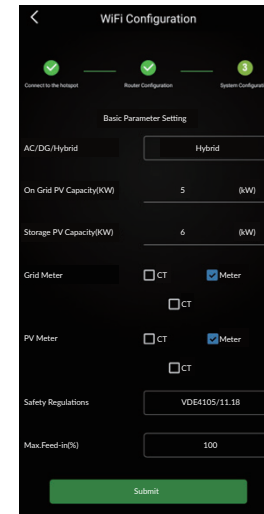 WiFi Configuration
3
Connect to the hotspot Router Configuration System Configurati
Basic Parameter Setting
AC/DG/Hybrid Hybrid
On Grid PV Capacity(KW) 5 (kW)
Storage PV Capacity(KW) 6 (kW)
Grid Meter CT Meter
CT
PV Meter CT Meter
CT
Safety Regulations VDE4105/11.18
Max.Feed-in(%) 100
Submit